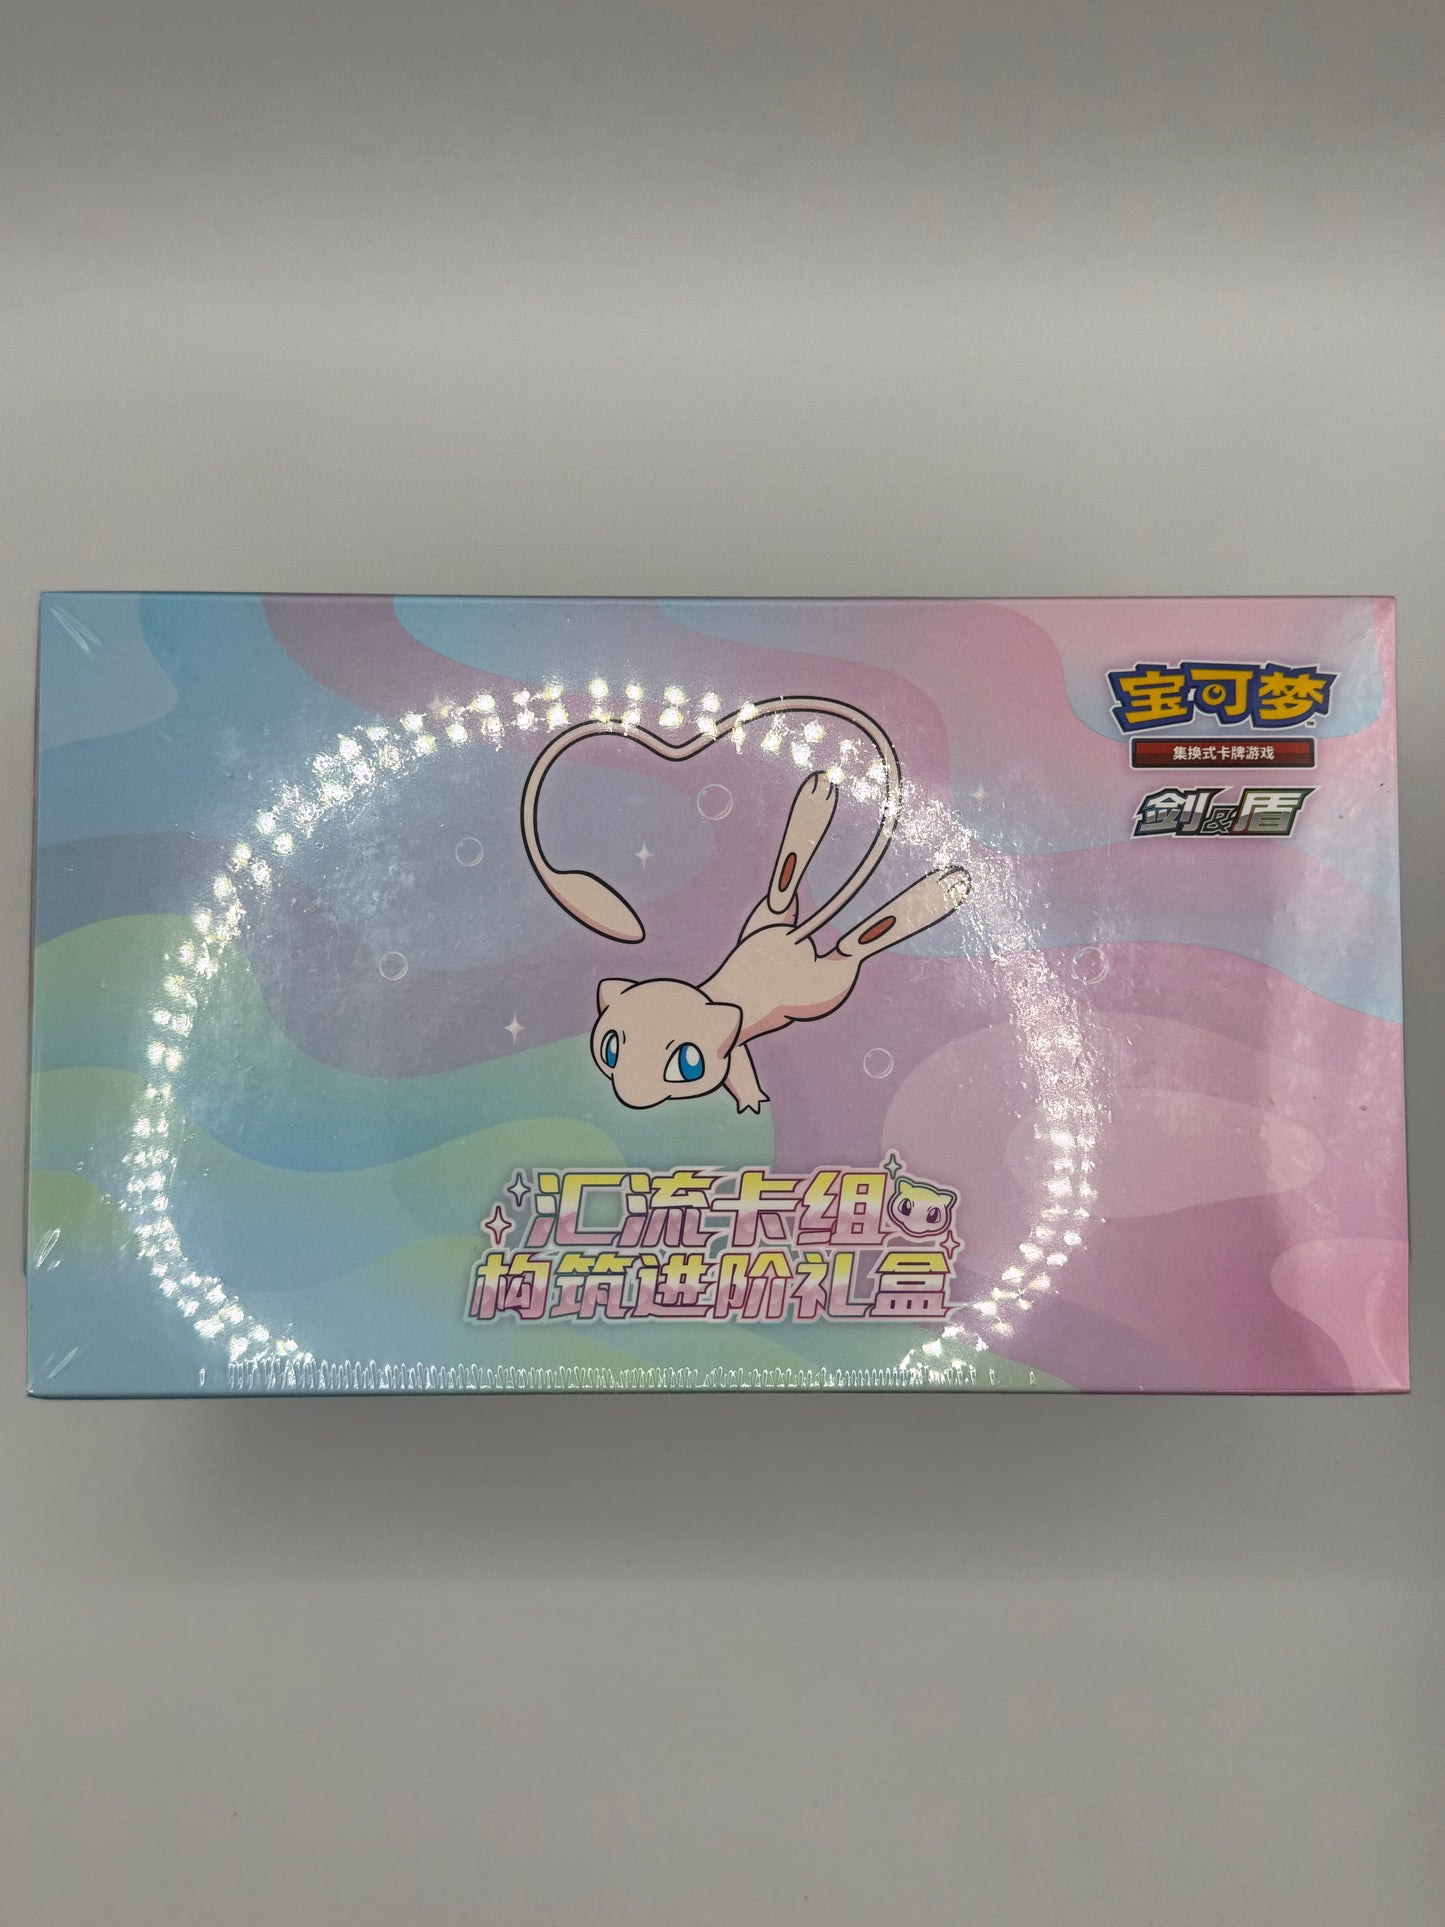 宝可梦
TM
集换式卡牌游戏
剑&盾
汇流卡组
构筑进阶礼盒